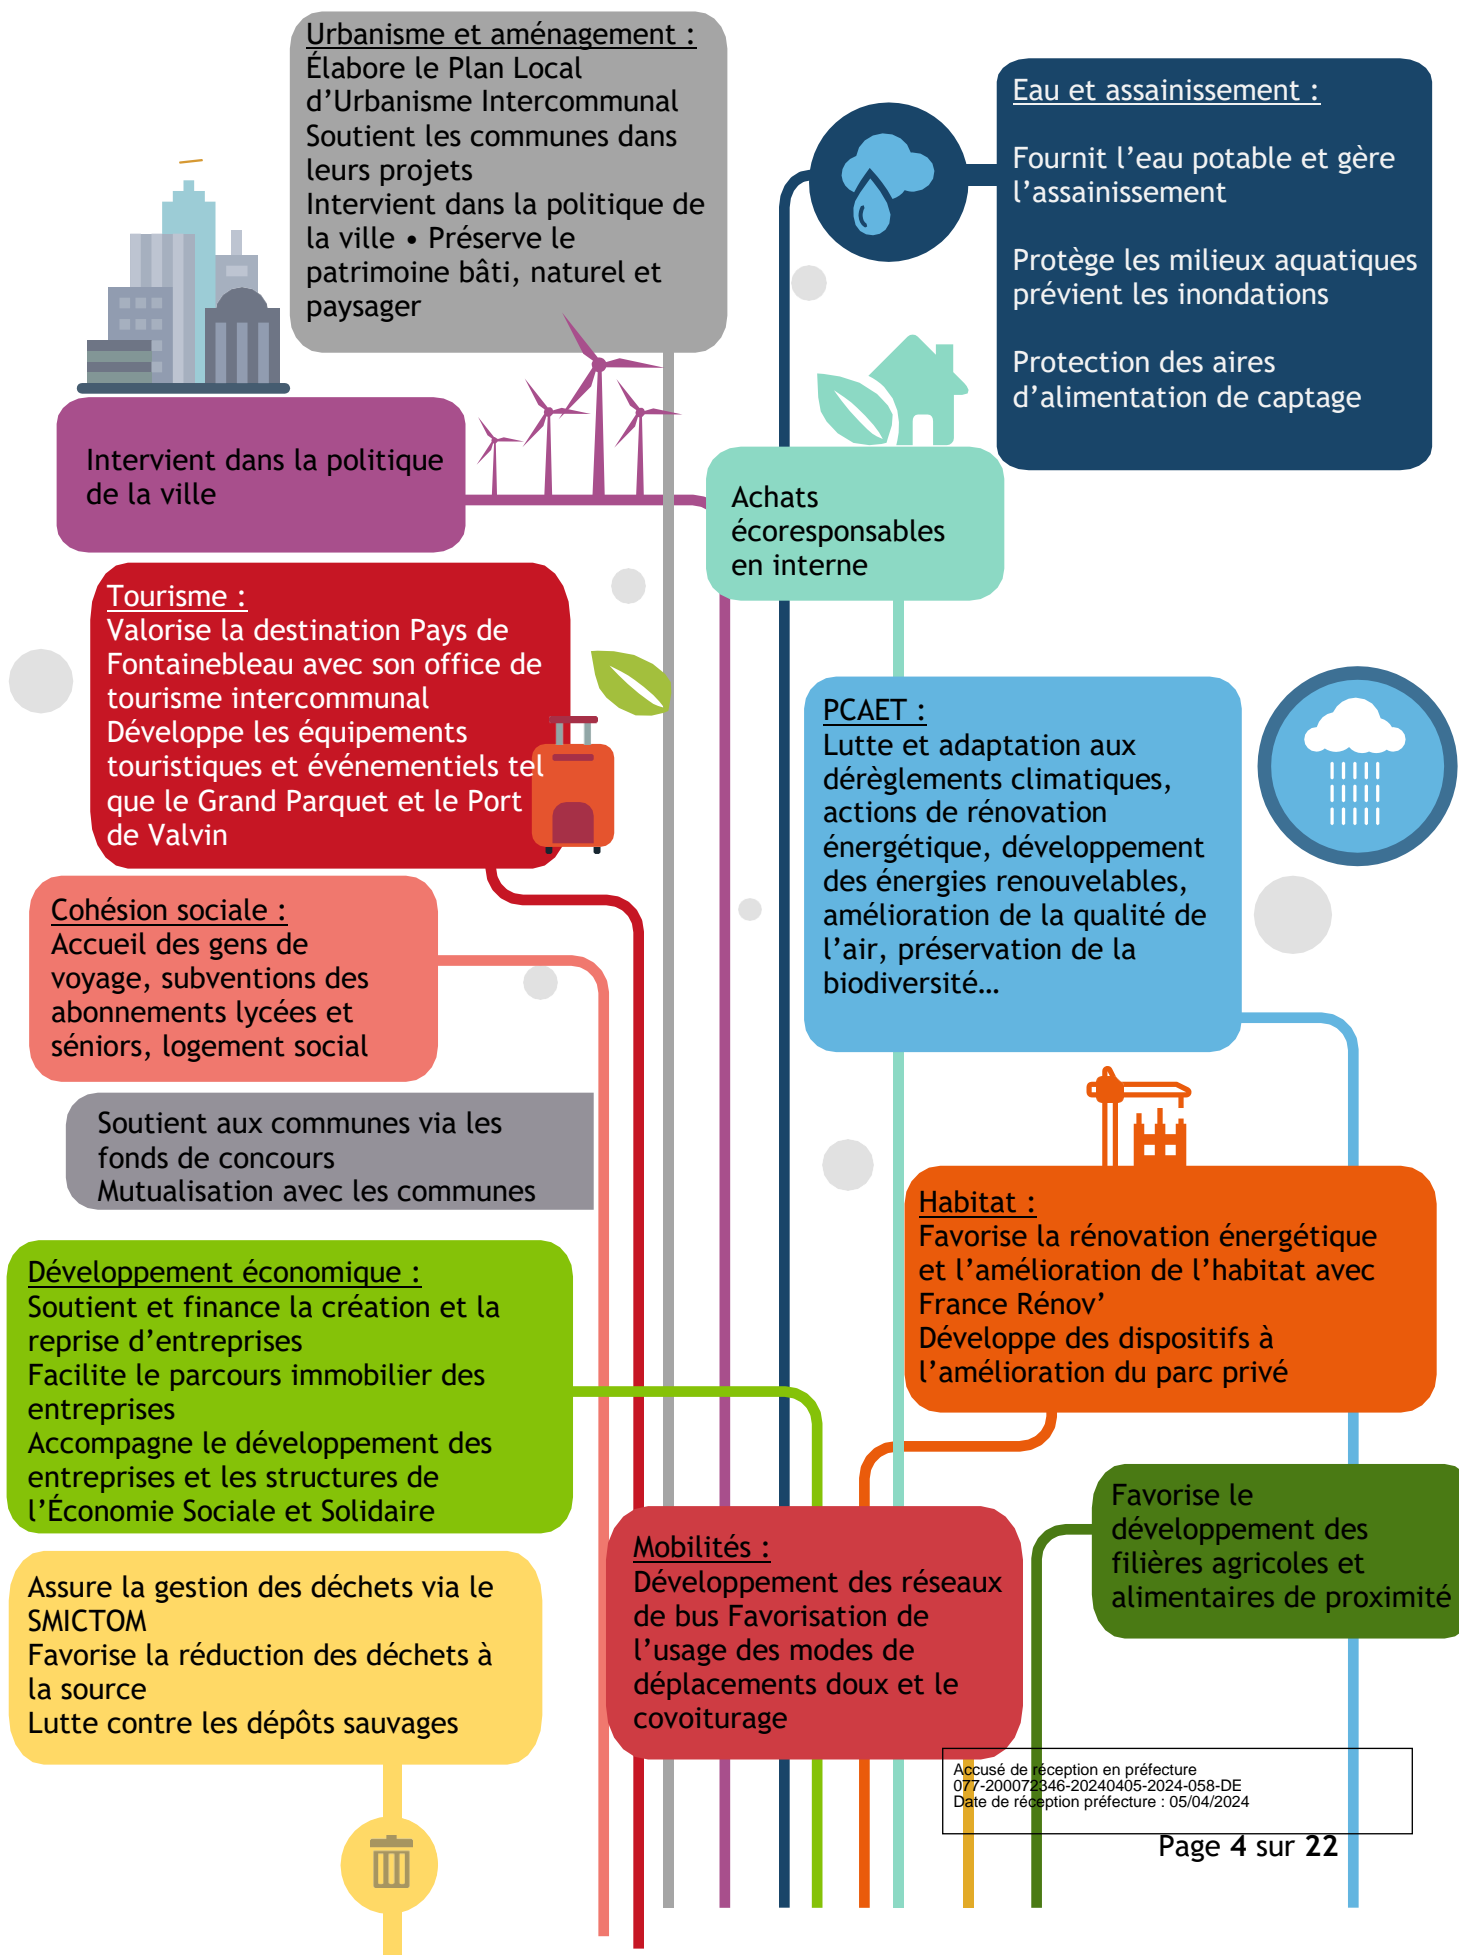 Urbanisme et aménagement :
Élabore le Plan Local
d’Urbanisme Intercommunal
Soutient les communes dans
leurs projets
Intervient dans la politique de
la ville • Préserve le
patrimoine bâti, naturel et
paysager
Eau et assainissement :
Fournit l’eau potable et gère
l’assainissement
Protège les milieux aquatiques
prévient les inondations
Protection des aires
d’alimentation de captage
Intervient dans la politique
de la ville
Achats
écoresponsables
en interne
Tourisme :
Valorise la destination Pays de
Fontainebleau avec son office de
tourisme intercommunal
Développe les équipements
touristiques et événementiels tel
que le Grand Parquet et le Port
de Valvin
PCAET :
Lutte et adaptation aux
dérèglements climatiques,
actions de rénovation
énergétique, développement
des énergies renouvelables,
amélioration de la qualité de
l’air, préservation de la
biodiversité…
Cohésion sociale :
Accueil des gens de
voyage, subventions des
abonnements lycées et
séniors, logement social
Soutient aux communes via les
fonds de concours
Mutualisation avec les communes
Habitat :
Favorise la rénovation énergétique
et l’amélioration de l’habitat avec
France Rénov’
Développe des dispositifs à
l’amélioration du parc privé
Développement économique :
Soutient et finance la création et la
reprise d’entreprises
Facilite le parcours immobilier des
entreprises
Accompagne le développement des
entreprises et les structures de
l’Économie Sociale et Solidaire
Favorise le
développement des
filières agricoles et
alimentaires de proximité
Mobilités :
Développement des réseaux
de bus Favorisation de
l’usage des modes de
déplacements doux et le
covoiturage
Assure la gestion des déchets via le
SMICTOM
Favorise la réduction des déchets à
la source
Lutte contre les dépôts sauvages
Accusé de réception en préfecture
077-200072346-20240405-2024-058-DE
Date de réception préfecture : 05/04/2024
Page 4 sur 22